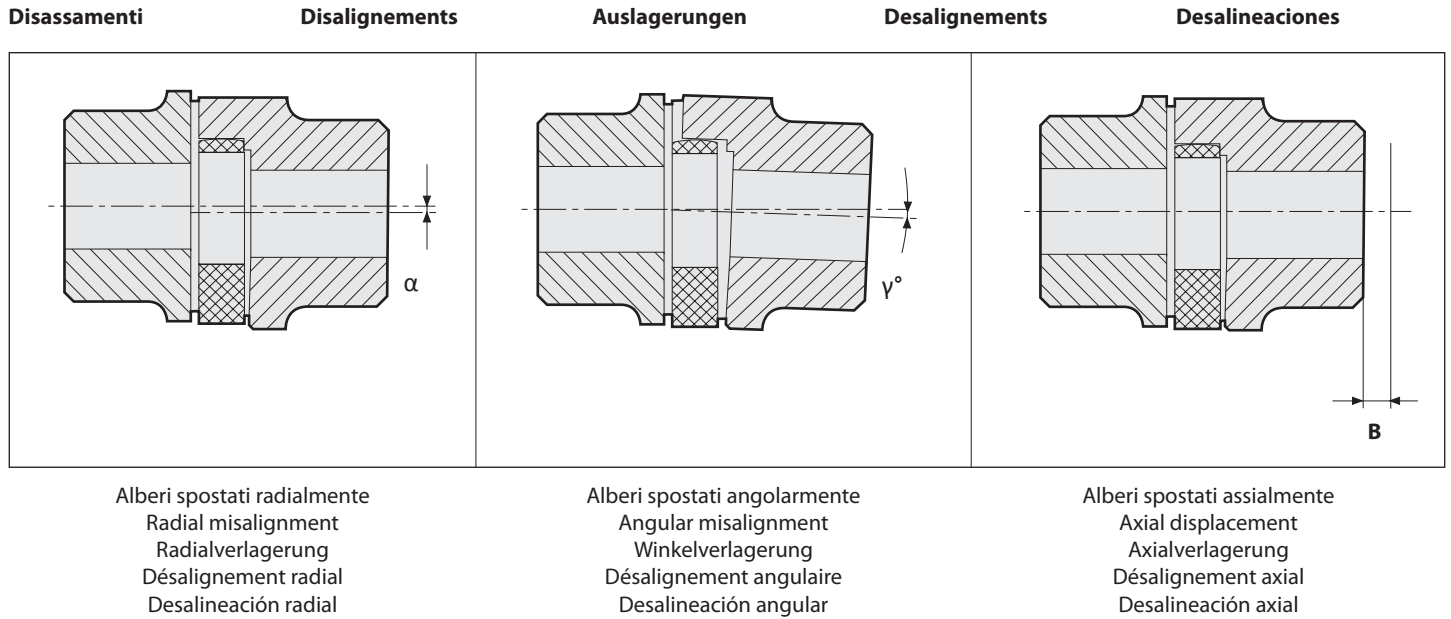 Disassamenti Disalignements Auslagerungen Desalignements Desalineaciones
α
γ°
B
Alberi spostati radialmente
Radial misalignment
Radialverlagerung
Désalignement radial
Desalineación radial
Alberi spostati angolarmente
Angular misalignment
Winkelverlagerung
Désalignement angulaire
Desalineación angular
Alberi spostati assialmente
Axial displacement
Axialverlagerung
Désalignement axial
Desalineación axial